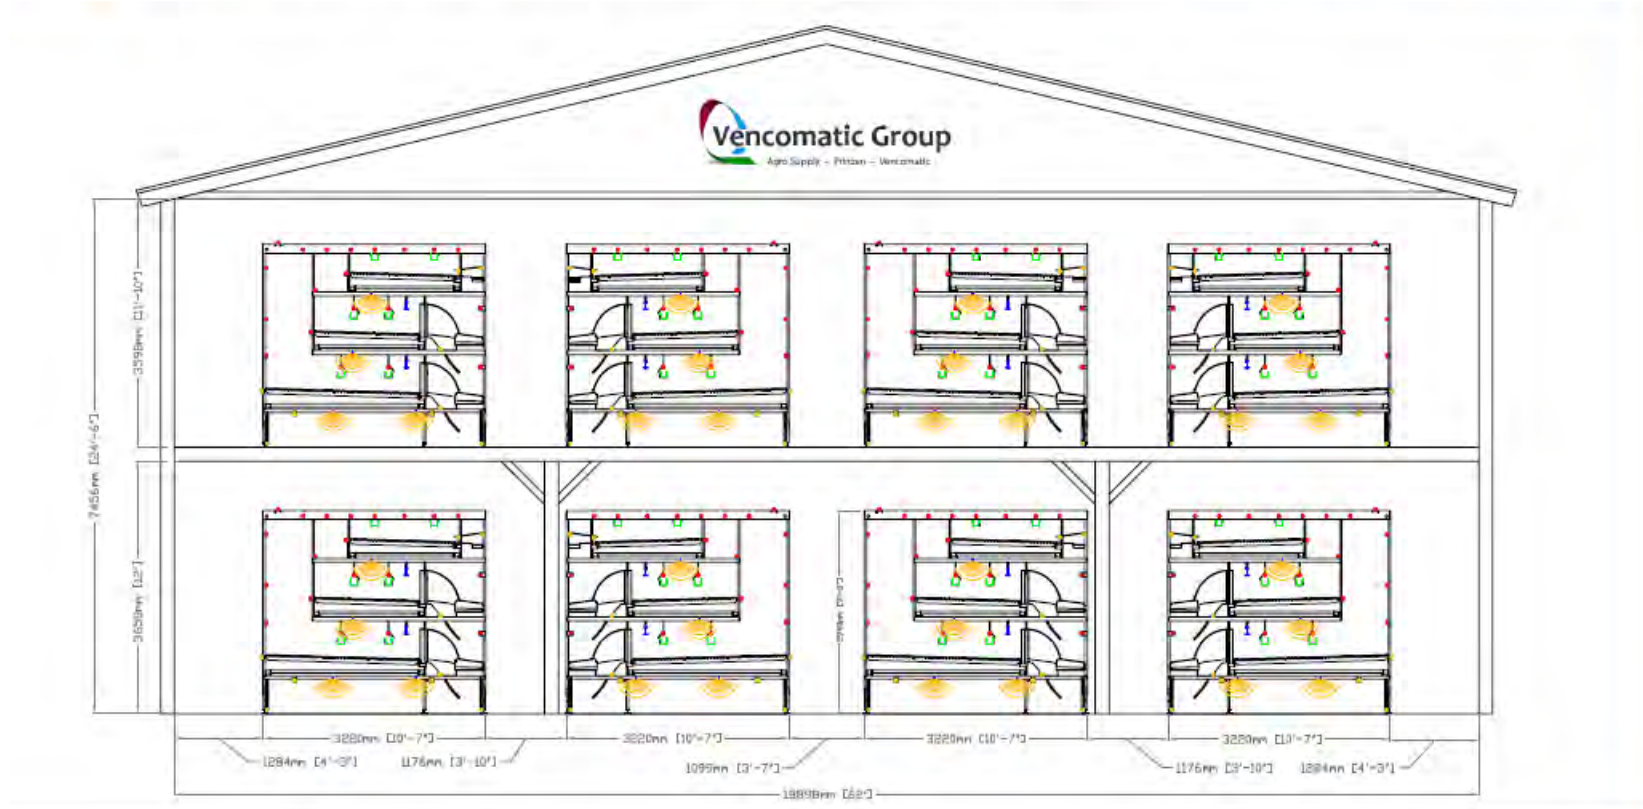 Vencomatic Group
Agro Supply – Prinzen – Vencomatic
3598mm [11'-10"]
7456mm [24'-6"]
3658mm [12']
3220mm [10'-7"]
3220mm [10'-7"]
3220mm [10'-7"]
3220mm [10'-7"]
1284mm [4'-3"]
1176mm [3'-10"]
1099mm [3'-7"]
1176mm [3'-10"]
1284mm [4'-3"]
18898mm [62']